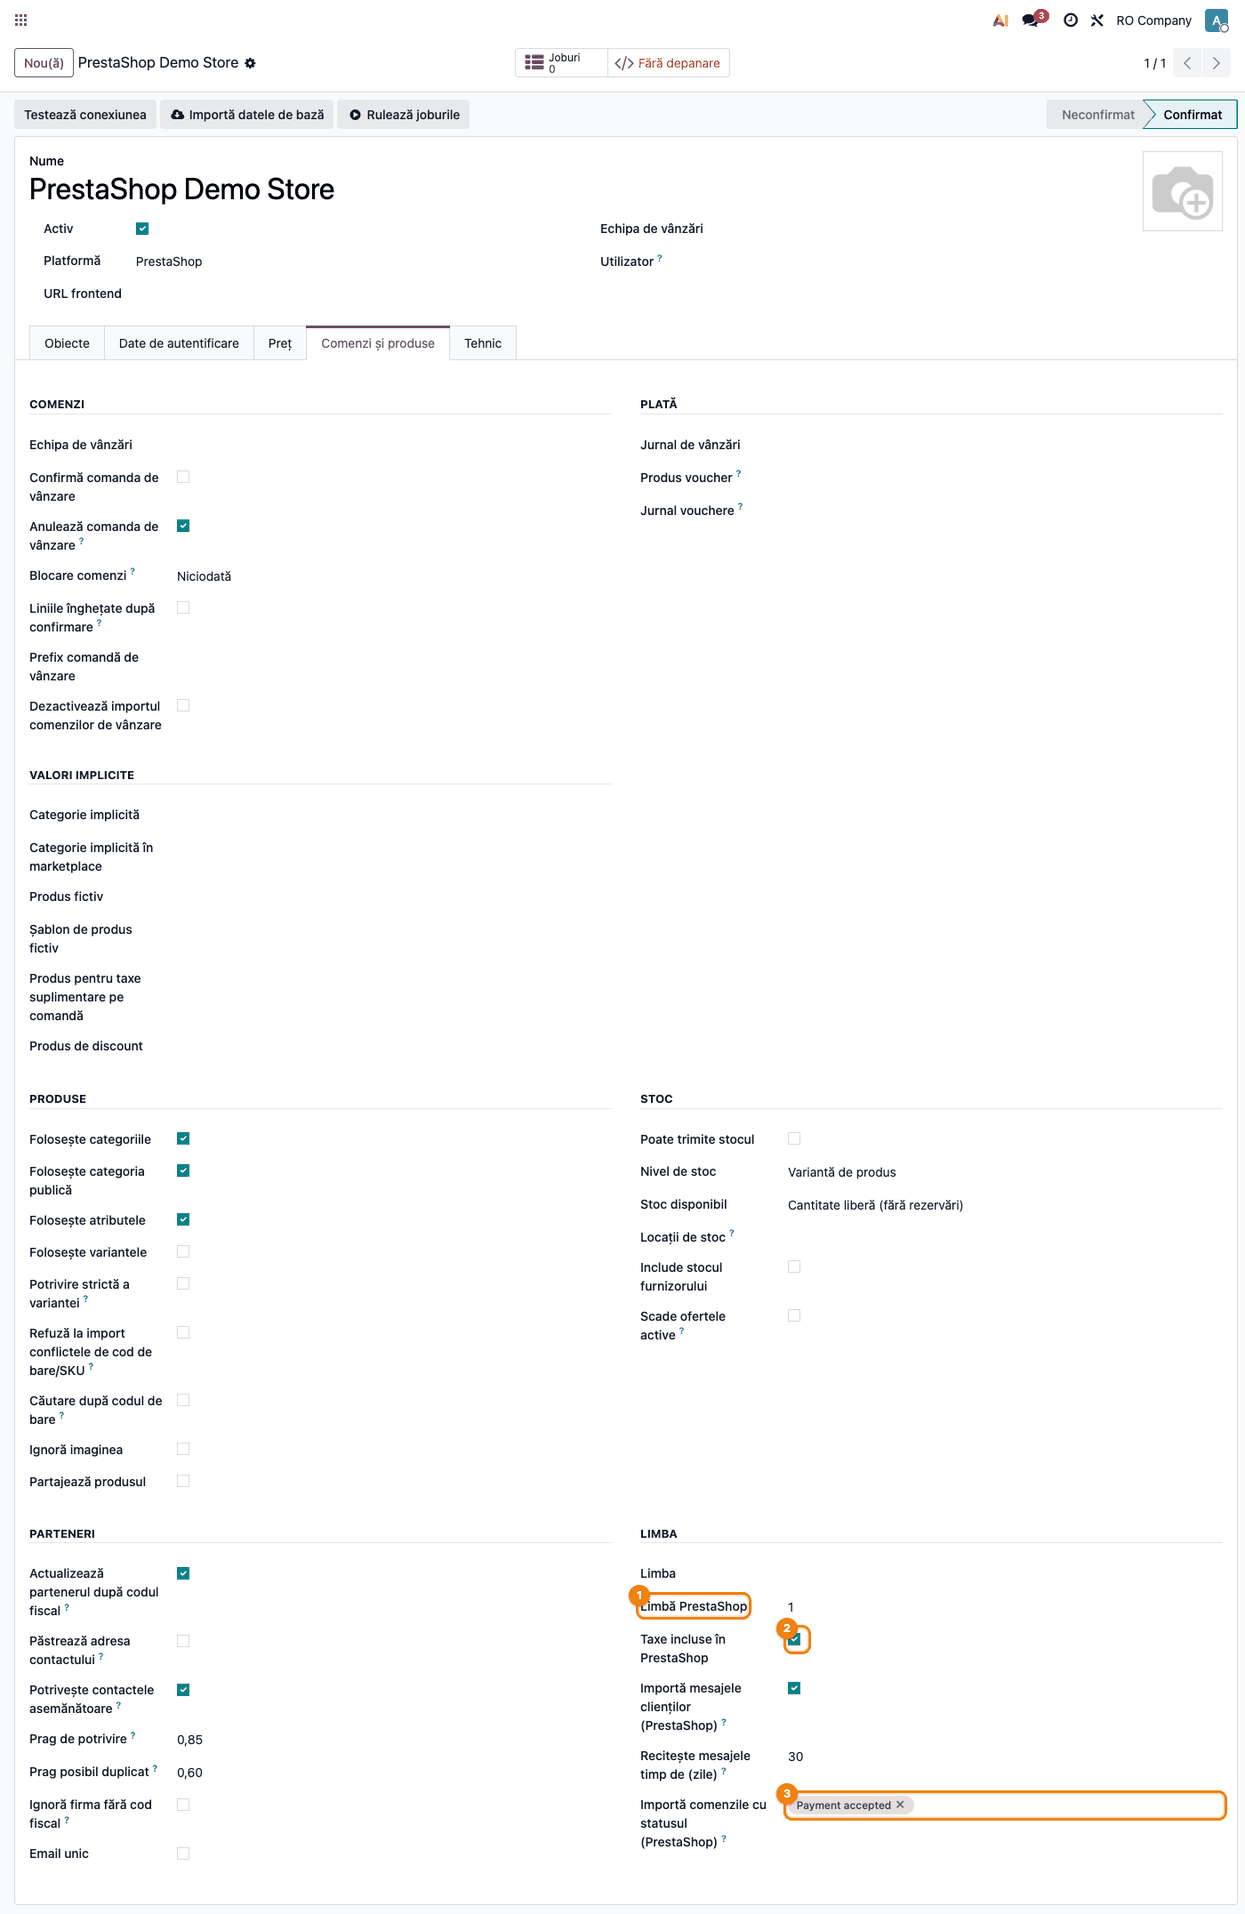 AI
3
RO Company
A
Nou(ă)
PrestaShop Demo Store
Joburi
0
</> Fără depanare
1 / 1
Testează conexiunea
Importă datele de bază
Rulează joburile
Neconfirmat
Confirmat
Nume
PrestaShop Demo Store
Activ
Echipa de vânzări
Platformă
PrestaShop
Utilizator ?
URL frontend
Obiecte
Date de autentificare
Preț
Comenzi și produse
Tehnic
COMENZI
Echipa de vânzări
Confirmă comanda de
vânzare
Anulează comanda de
vânzare ?
Blocare comenzi ?
Niciodată
Liniile înghețate după
confirmare ?
Prefix comandă de
vânzare
Dezactivează importul
comenzilor de vânzare
PLATĂ
Jurnal de vânzări
Produs voucher ?
Jurnal vouchere ?
VALORI IMPLICITE
Categorie implicită
Categorie implicită în
marketplace
Produs fictiv
Șablon de produs
fictiv
Produs pentru taxe
suplimentare pe
comandă
Produs de discount
PRODUSE
Folosește categoriile
Folosește categoria
publică
Folosește atributele
Folosește variantele
Potrivire strictă a
variantei ?
Refuză la import
conflictele de cod de
bare/SKU ?
Căutare după codul de
bare ?
Ignoră imaginea
Partajează produsul
STOC
Poate trimite stocul
Nivel de stoc
Variantă de produs
Stoc disponibil
Cantitate liberă (fără rezervări)
Locații de stoc ?
Include stocul
furnizorului
Scade ofertele
active ?
PARTENERI
Actualizează
partenerul după codul
fiscal ?
Păstrează adresa
contactului ?
Potrivește contactele
asemănătoare ?
Prag de potrivire ?
0,85
Prag posibil duplicat ?
0,60
Ignoră firma fără cod
fiscal ?
Email unic
LIMBA
Limba
1
Limbă PrestaShop
1
2
Taxe incluse în
PrestaShop
Importă mesajele
clienților
(PrestaShop) ?
Recitește mesajele
timp de (zile) ?
30
3
Importă comenzile cu
statusul
(PrestaShop) ?
Payment accepted ×